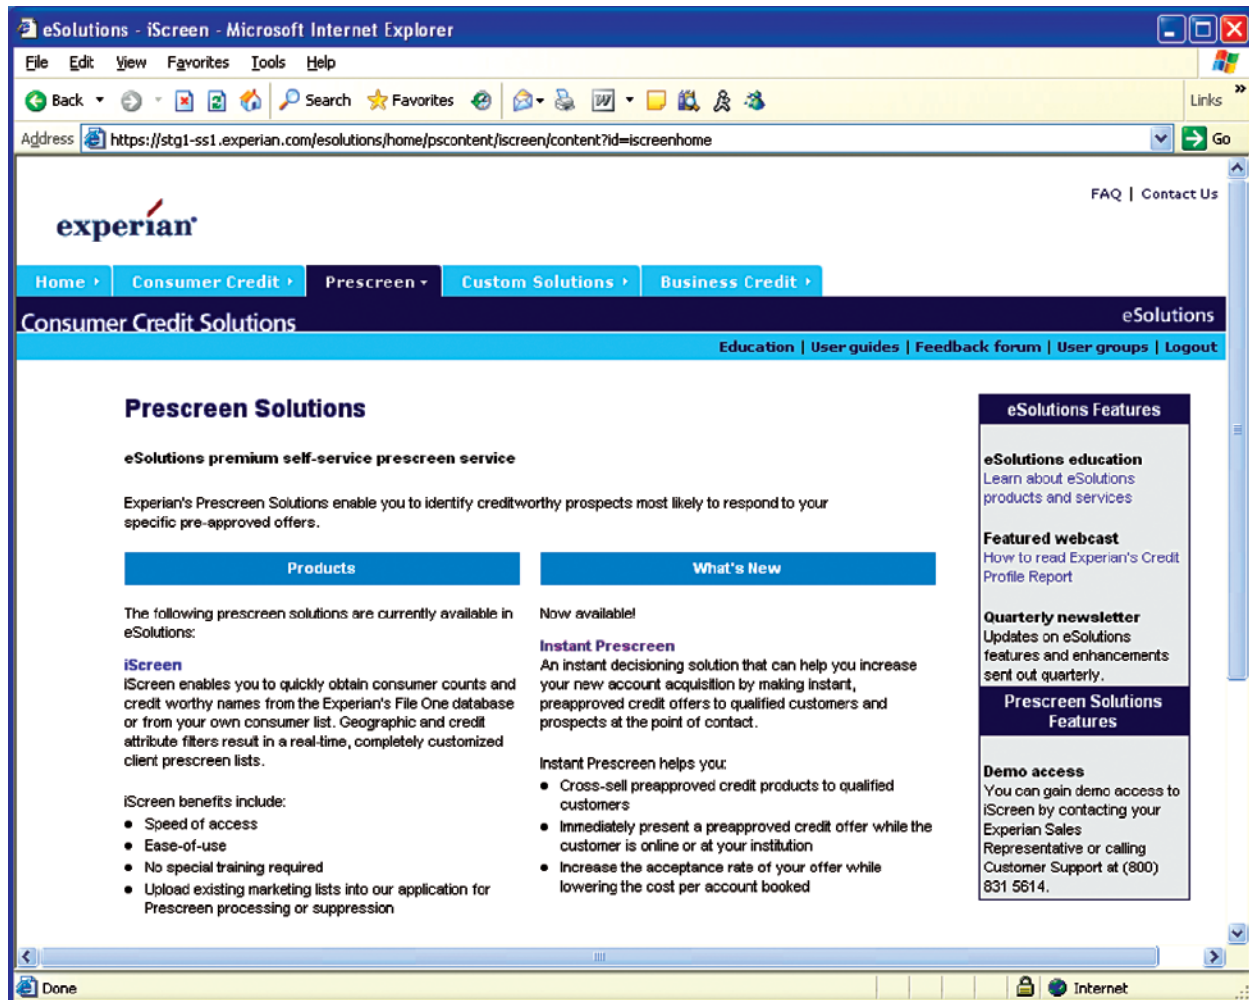 eSolutions - iScreen - Microsoft Internet Explorer
File Edit View Favorites Tools Help
Back Search Favorites Links »
Address https://stg1-ss1.experian.com/esolutions/home/pscontent/iscreen/content?id=iscreenhome Go
FAQ | Contact Us
experian
Home Consumer Credit Prescreen Custom Solutions Business Credit
Consumer Credit Solutions eSolutions
Education | User guides | Feedback forum | User groups | Logout
Prescreen Solutions
eSolutions premium self-service prescreen service
Experian's Prescreen Solutions enable you to identify creditworthy prospects most likely to respond to your
specific pre-approved offers.
Products
The following prescreen solutions are currently available in
eSolutions:
iScreen
iScreen enables you to quickly obtain consumer counts and
credit worthy names from the Experian's File One database
or from your own consumer list. Geographic and credit
attribute filters result in a real-time, completely customized
client prescreen lists.
iScreen benefits include:
• Speed of access
• Ease-of-use
• No special training required
• Upload existing marketing lists into our application for
Prescreen processing or suppression
What's New
Now available!
Instant Prescreen
An instant decisioning solution that can help you increase
your new account acquisition by making instant,
preapproved credit offers to qualified customers and
prospects at the point of contact.
Instant Prescreen helps you:
• Cross-sell preapproved credit products to qualified
customers
• Immediately present a preapproved credit offer while the
customer is online or at your institution
• Increase the acceptance rate of your offer while
lowering the cost per account booked
eSolutions Features
eSolutions education
Learn about eSolutions
products and services
Featured webcast
How to read Experian's Credit
Profile Report
Quarterly newsletter
Updates on eSolutions
features and enhancements
sent out quarterly.
Prescreen Solutions
Features
Demo access
You can gain demo access to
iScreen by contacting your
Experian Sales
Representative or calling
Customer Support at (800)
831 5614.
Done Internet